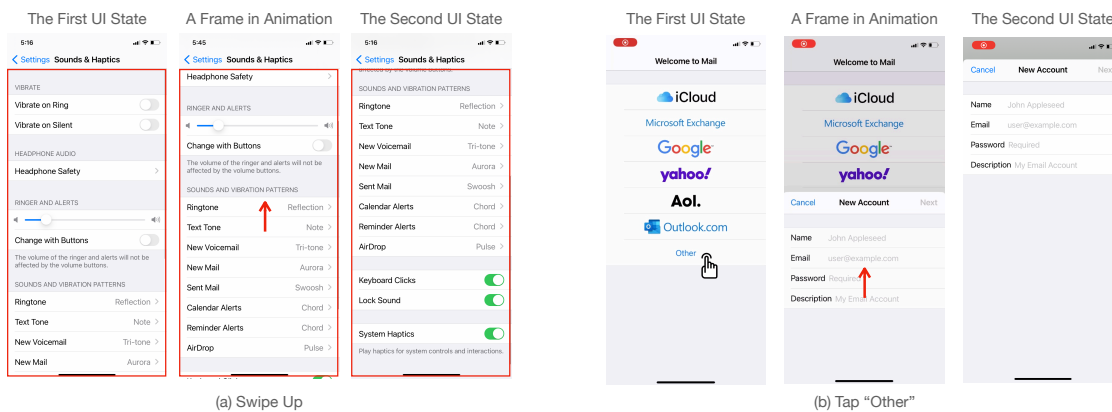 The First UI State
A Frame in Animation
The Second UI State
5:16
Settings Sounds & Haptics
VIBRATE
Vibrate on Ring
Vibrate on Silent
HEADPHONE AUDIO
Headphone Safety
RINGER AND ALERTS
Change with Buttons
The volume of the ringer and alerts will not be
affected by the volume buttons.
SOUNDS AND VIBRATION PATTERNS
Ringtone Reflection
Text Tone Note
New Voicemail Tri-tone
New Mail Aurora
5:45
Settings Sounds & Haptics
Headphone Safety
RINGER AND ALERTS
Change with Buttons
The volume of the ringer and alerts will not be
affected by the volume buttons.
SOUNDS AND VIBRATION PATTERNS
Ringtone Reflection
Text Tone Note
New Voicemail Tri-tone
New Mail Aurora
Sent Mail Swoosh
Calendar Alerts Chord
Reminder Alerts Chord
AirDrop Pulse
5:16
Settings Sounds & Haptics
affected by the volume buttons.
SOUNDS AND VIBRATION PATTERNS
Ringtone Reflection
Text Tone Note
New Voicemail Tri-tone
New Mail Aurora
Sent Mail Swoosh
Calendar Alerts Chord
Reminder Alerts Chord
AirDrop Pulse
Keyboard Clicks
Lock Sound
System Haptics
Play haptics for system controls and interactions.
(a) Swipe Up
The First UI State
A Frame in Animation
The Second UI State
Welcome to Mail
iCloud
Microsoft Exchange
Google
yahoo!
Aol.
Outlook.com
Other
Welcome to Mail
iCloud
Microsoft Exchange
Google
yahoo!
Cancel New Account Next
Name John Appleseed
Email user@example.com
Password Required
Description My Email Account
Cancel New Account Nex
Name John Appleseed
Email user@example.com
Password Required
Description My Email Account
(b) Tap “Other”